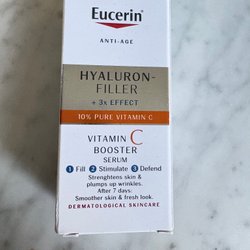 Eucerin®
ANTI-AGE
HYALURON-
FILLER
+ 3x EFFECT
10% PURE VITAMIN C
VITAMIN C
BOOSTER
SERUM
1 Fill 2 Stimulate 3 Defend
Strengthens skin &
plumps up wrinkles.
After 7 days:
Smoother skin & fresh look.
DERMATOLOGICAL SKINCARE